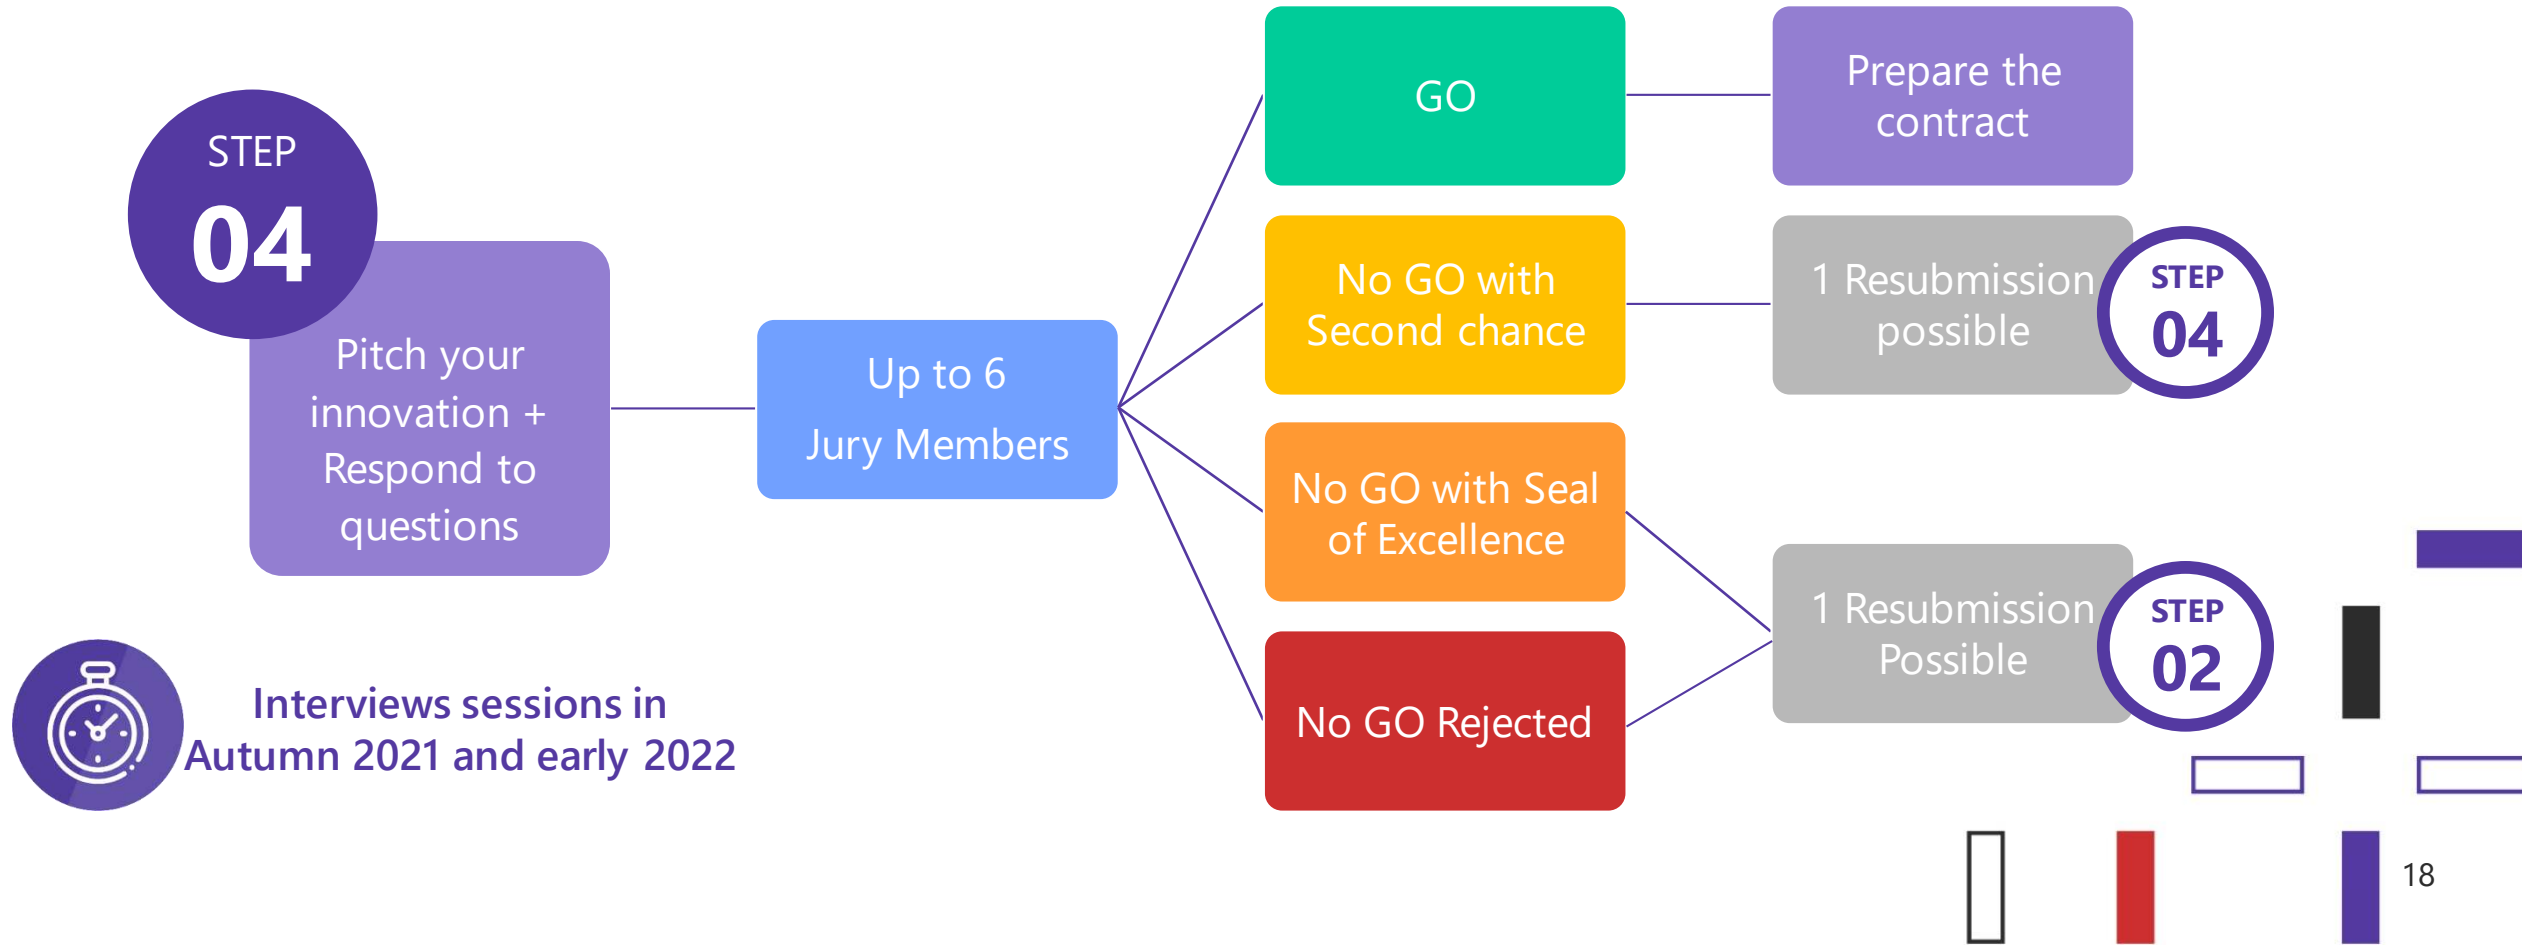 STEP
04
Pitch your
innovation +
Respond to
questions
Up to 6
Jury Members
GO
Prepare the
contract
No GO with
Second chance
1 Resubmission
possible
STEP
04
No GO with Seal
of Excellence
No GO Rejected
1 Resubmission
Possible
STEP
02
Interviews sessions in
Autumn 2021 and early 2022
18